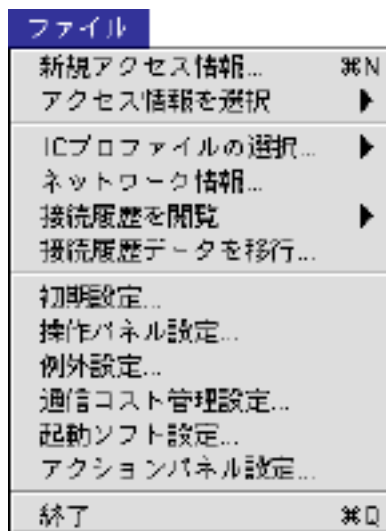 ファイル
新規アクセス情報... ⌘N
アクセス情報を選択 ▶
ICプロファイルの選択... ▶
ネットワーク情報...
接続履歴を閲覧 ▶
接続履歴データを移行...
初期設定...
操作パネル設定...
例外設定...
通信コスト管理設定...
起動ソフト設定...
アクションパネル設定...
終了 ⌘Q